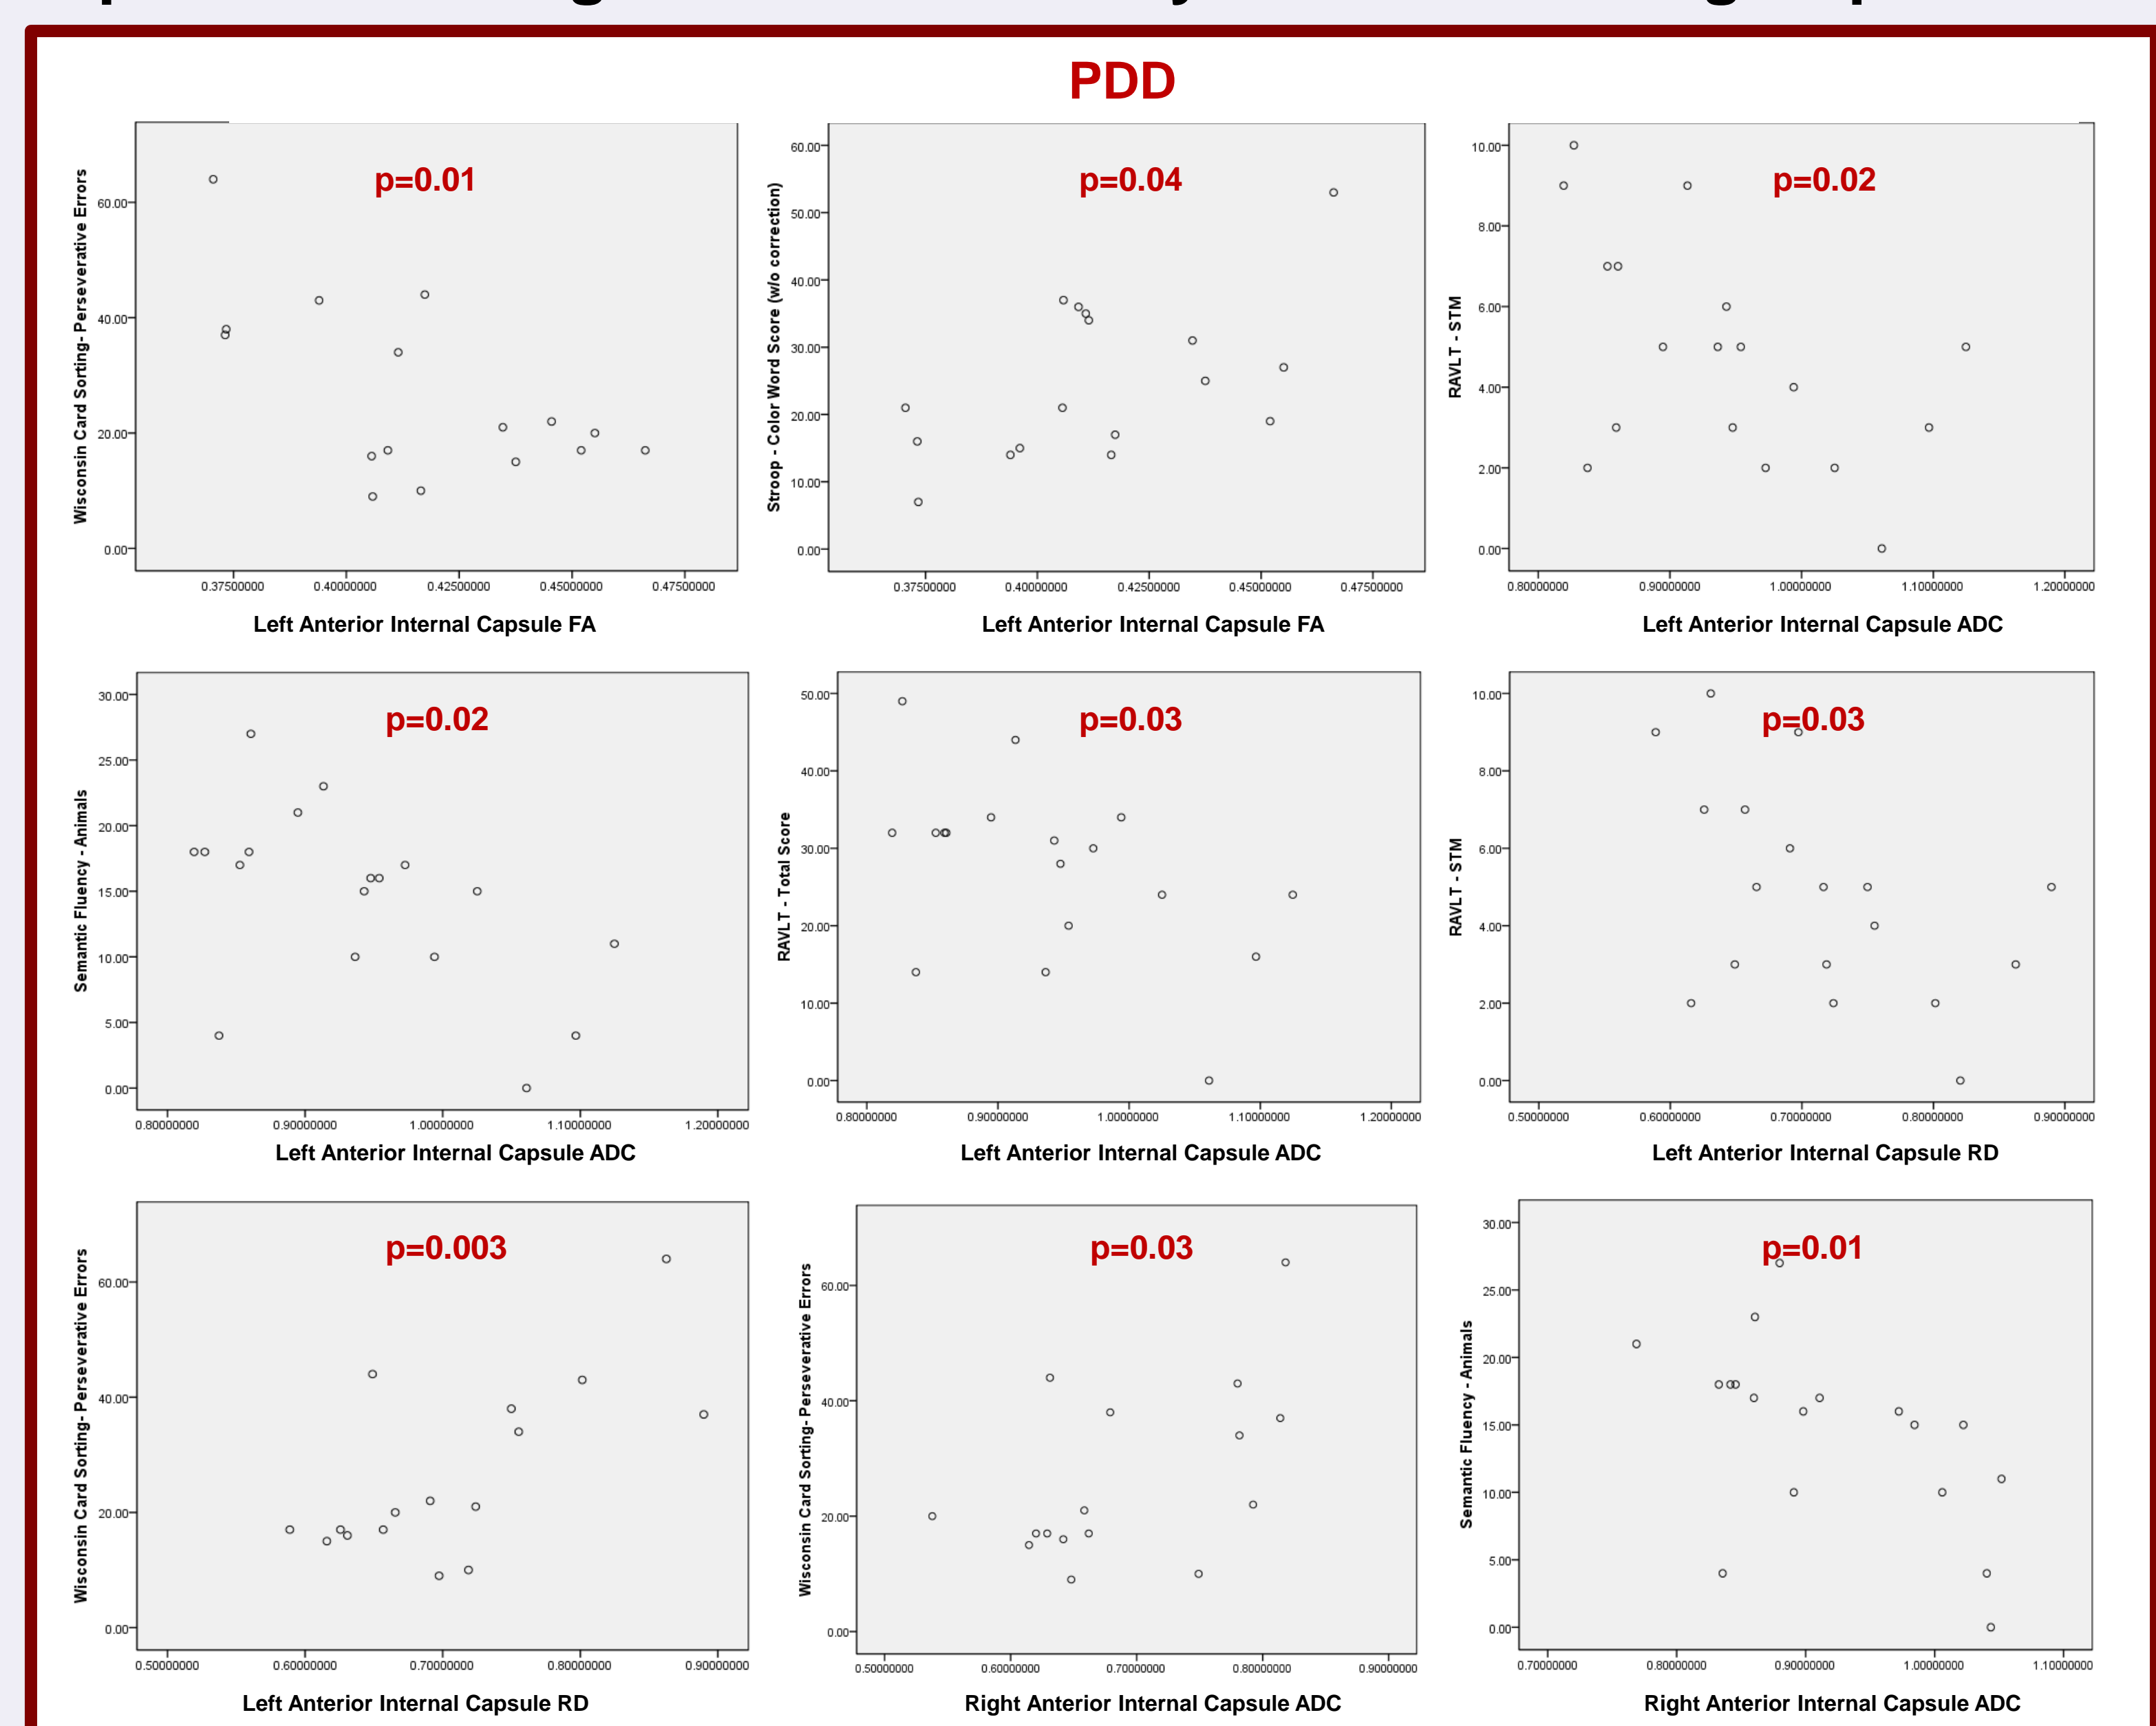 PDD
p=0.01
Wisconsin Card Sorting- Perseverative Errors
60.00
40.00
20.00
0.00
0.37500000 0.40000000 0.42500000 0.45000000 0.47500000
Left Anterior Internal Capsule FA
p=0.04
Stroop - Color Word Score (w/o correction)
60.00
50.00
40.00
30.00
20.00
10.00
0.00
0.37500000 0.40000000 0.42500000 0.45000000 0.47500000
Left Anterior Internal Capsule FA
p=0.02
RAVLT - STM
10.00
8.00
6.00
4.00
2.00
0.00
0.80000000 0.90000000 1.00000000 1.10000000 1.20000000
Left Anterior Internal Capsule ADC
p=0.02
Semantic Fluency - Animals
30.00
25.00
20.00
15.00
10.00
5.00
0.00
0.80000000 0.90000000 1.00000000 1.10000000 1.20000000
Left Anterior Internal Capsule ADC
p=0.03
RAVLT - Total Score
50.00
40.00
30.00
20.00
10.00
0.00
0.80000000 0.90000000 1.00000000 1.10000000 1.20000000
Left Anterior Internal Capsule ADC
p=0.03
RAVLT - STM
10.00
8.00
6.00
4.00
2.00
0.00
0.50000000 0.60000000 0.70000000 0.80000000 0.90000000
Left Anterior Internal Capsule RD
p=0.003
Wisconsin Card Sorting- Perseverative Errors
60.00
40.00
20.00
0.00
0.50000000 0.60000000 0.70000000 0.80000000 0.90000000
Left Anterior Internal Capsule RD
p=0.03
Wisconsin Card Sorting- Perseverative Errors
60.00
40.00
20.00
0.00
0.50000000 0.60000000 0.70000000 0.80000000 0.90000000
Right Anterior Internal Capsule ADC
p=0.01
Semantic Fluency - Animals
30.00
25.00
20.00
15.00
10.00
5.00
0.00
0.70000000 0.80000000 0.90000000 1.00000000 1.10000000
Right Anterior Internal Capsule ADC